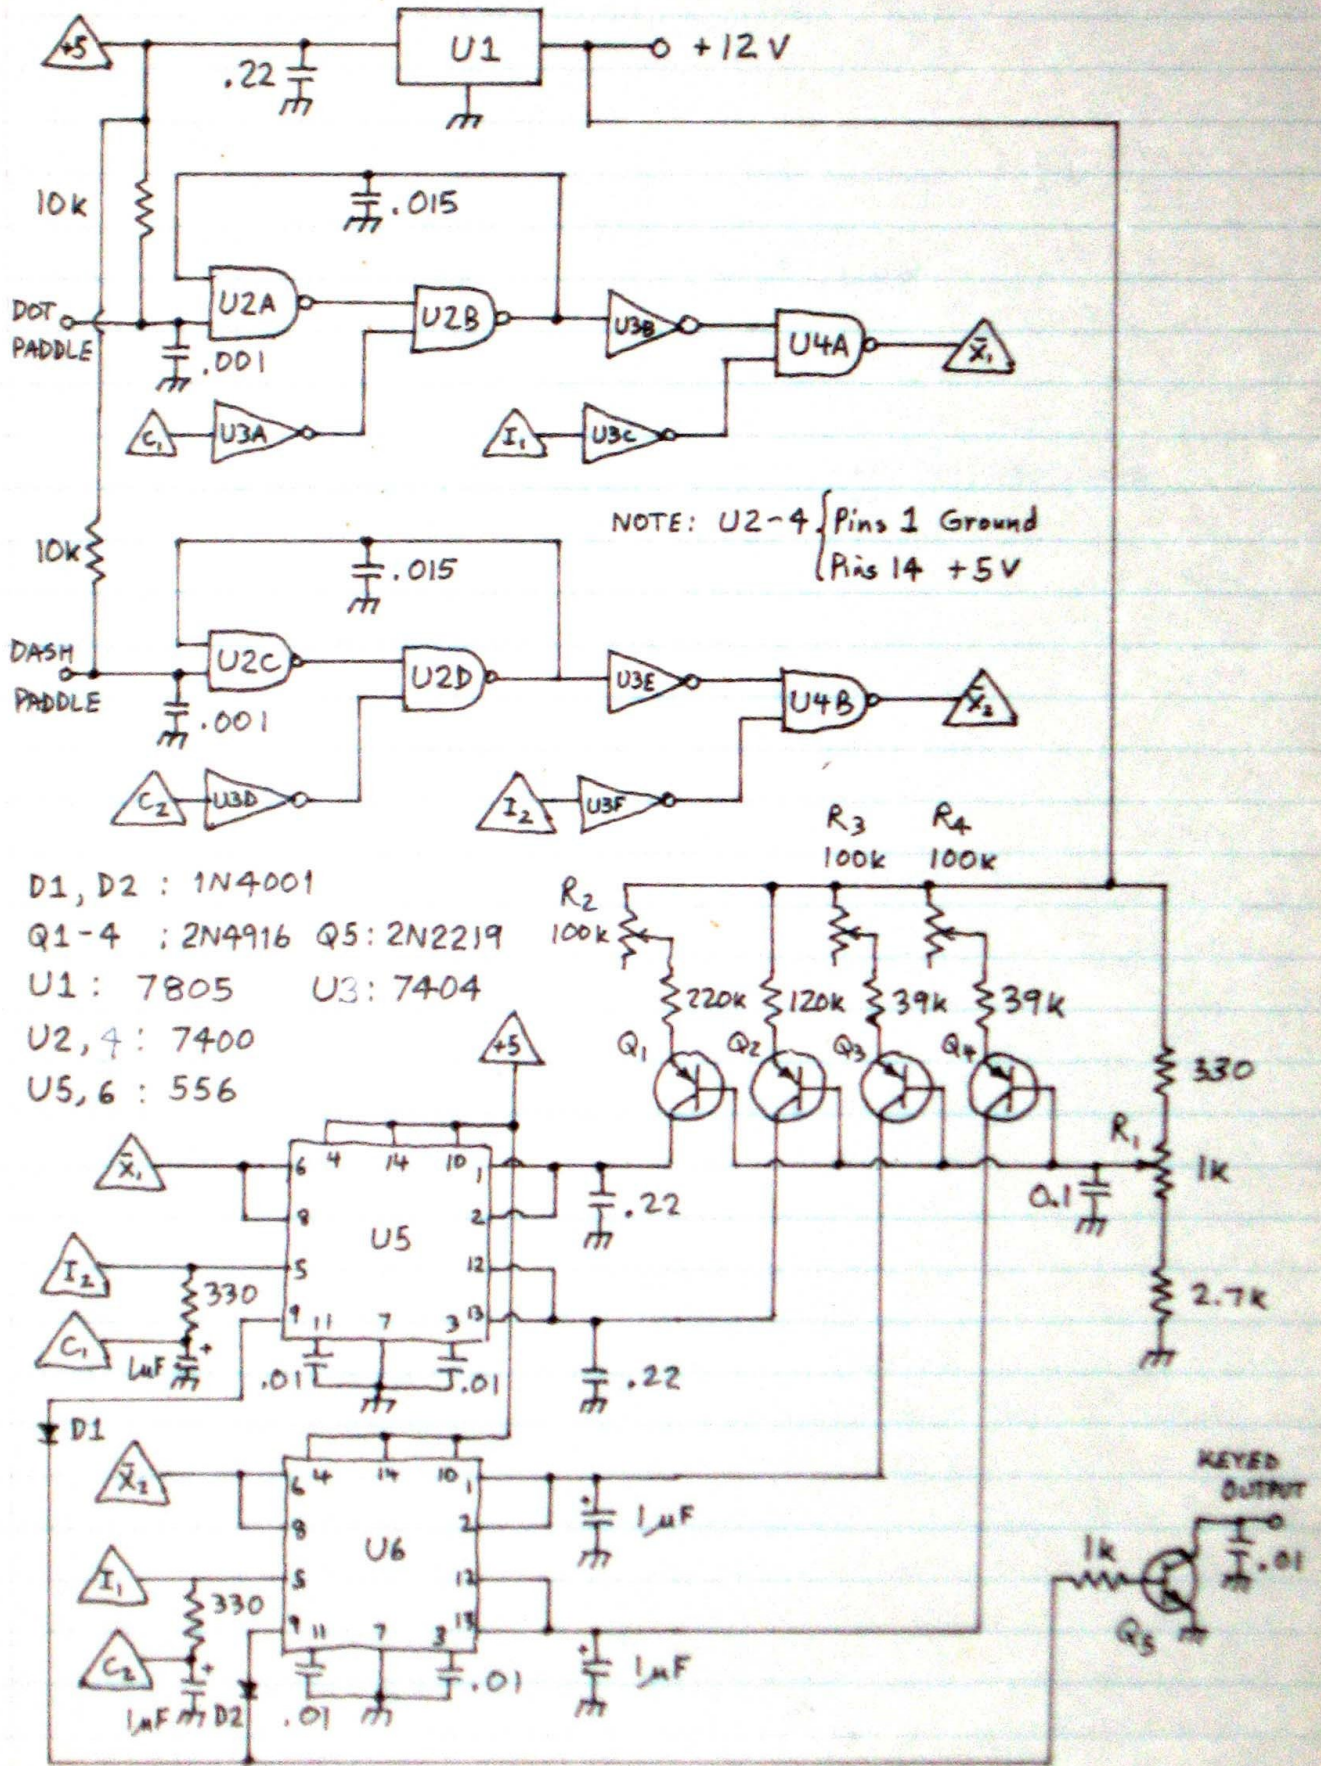 +5
.22
U1
+12V
10k
.015
DOT
PADDLE
U2A
U2B
U3B
U4A
X̄1
.001
C1
U3A
I1
U3C
NOTE: U2-4 { Pins 1 Ground
Pins 14 +5V
10k
.015
DASH
PADDLE
U2C
U2D
U3E
U4B
X̄2
.001
C2
U3D
I2
U3F
R3
100k
R4
100k
D1, D2 : 1N4001
Q1-4 : 2N4916 Q5: 2N2219
U1: 7805 U3: 7404
U2, 4: 7400
U5,6 : 556
R2
100k
220k
120k
39k
39k
+5
Q1
Q2
Q3
Q4
330
R1
1k
0.1
2.7k
X̄1
6
4
14
10
1
8
2
.22
U5
I2
5
12
330
9
11
7
3
13
C1
1µF
+
.01
.01
.22
D1
X̄2
6
4
14
10
1
8
2
+
1µF
U6
I1
5
12
330
9
11
7
3
13
C2
+
1µF
D2
.01
.01
+
1µF
KEYED
OUTPUT
1k
.01
Q5